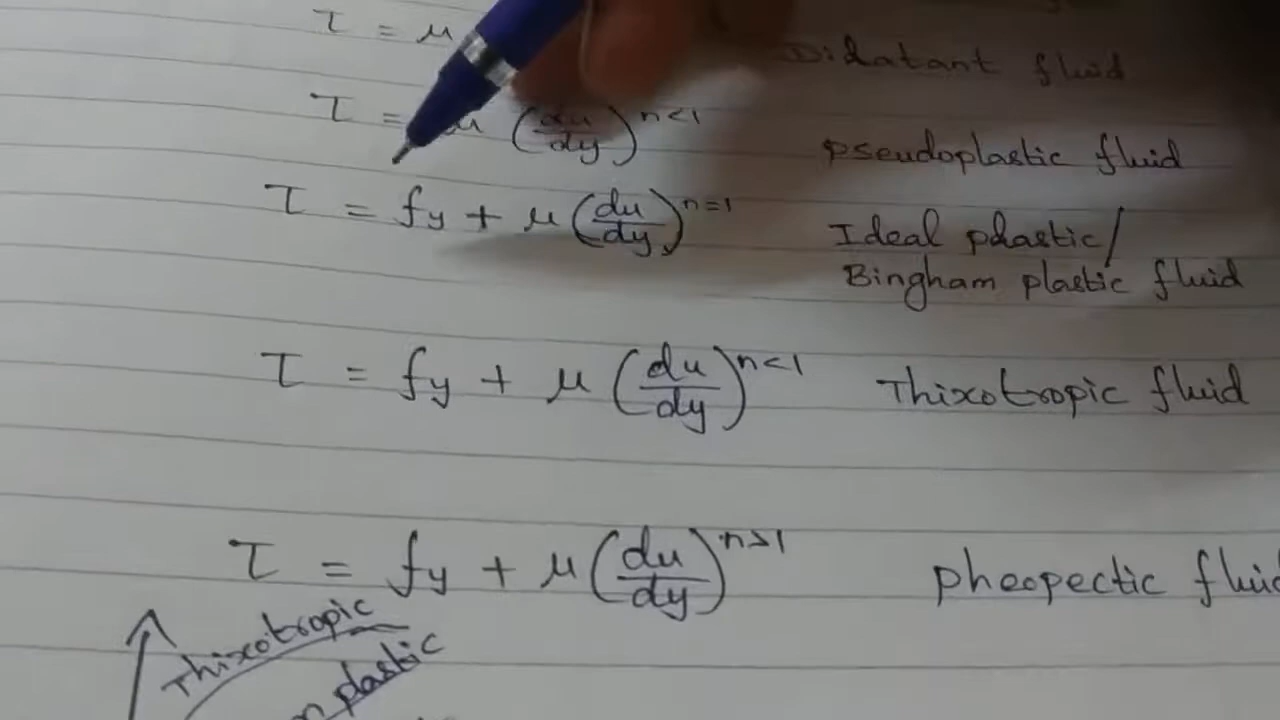 τ = μ Dilatant fluid
τ = μ (du/dy)^n<1 pseudoplastic fluid
τ = fy + μ (du/dy)^n=1 Ideal plastic/
Bingham plastic fluid
τ = fy + μ (du/dy)^n<1 Thixotropic fluid
τ = fy + μ (du/dy)^n>1 pheopectic fluid
Thixotropic
plastic